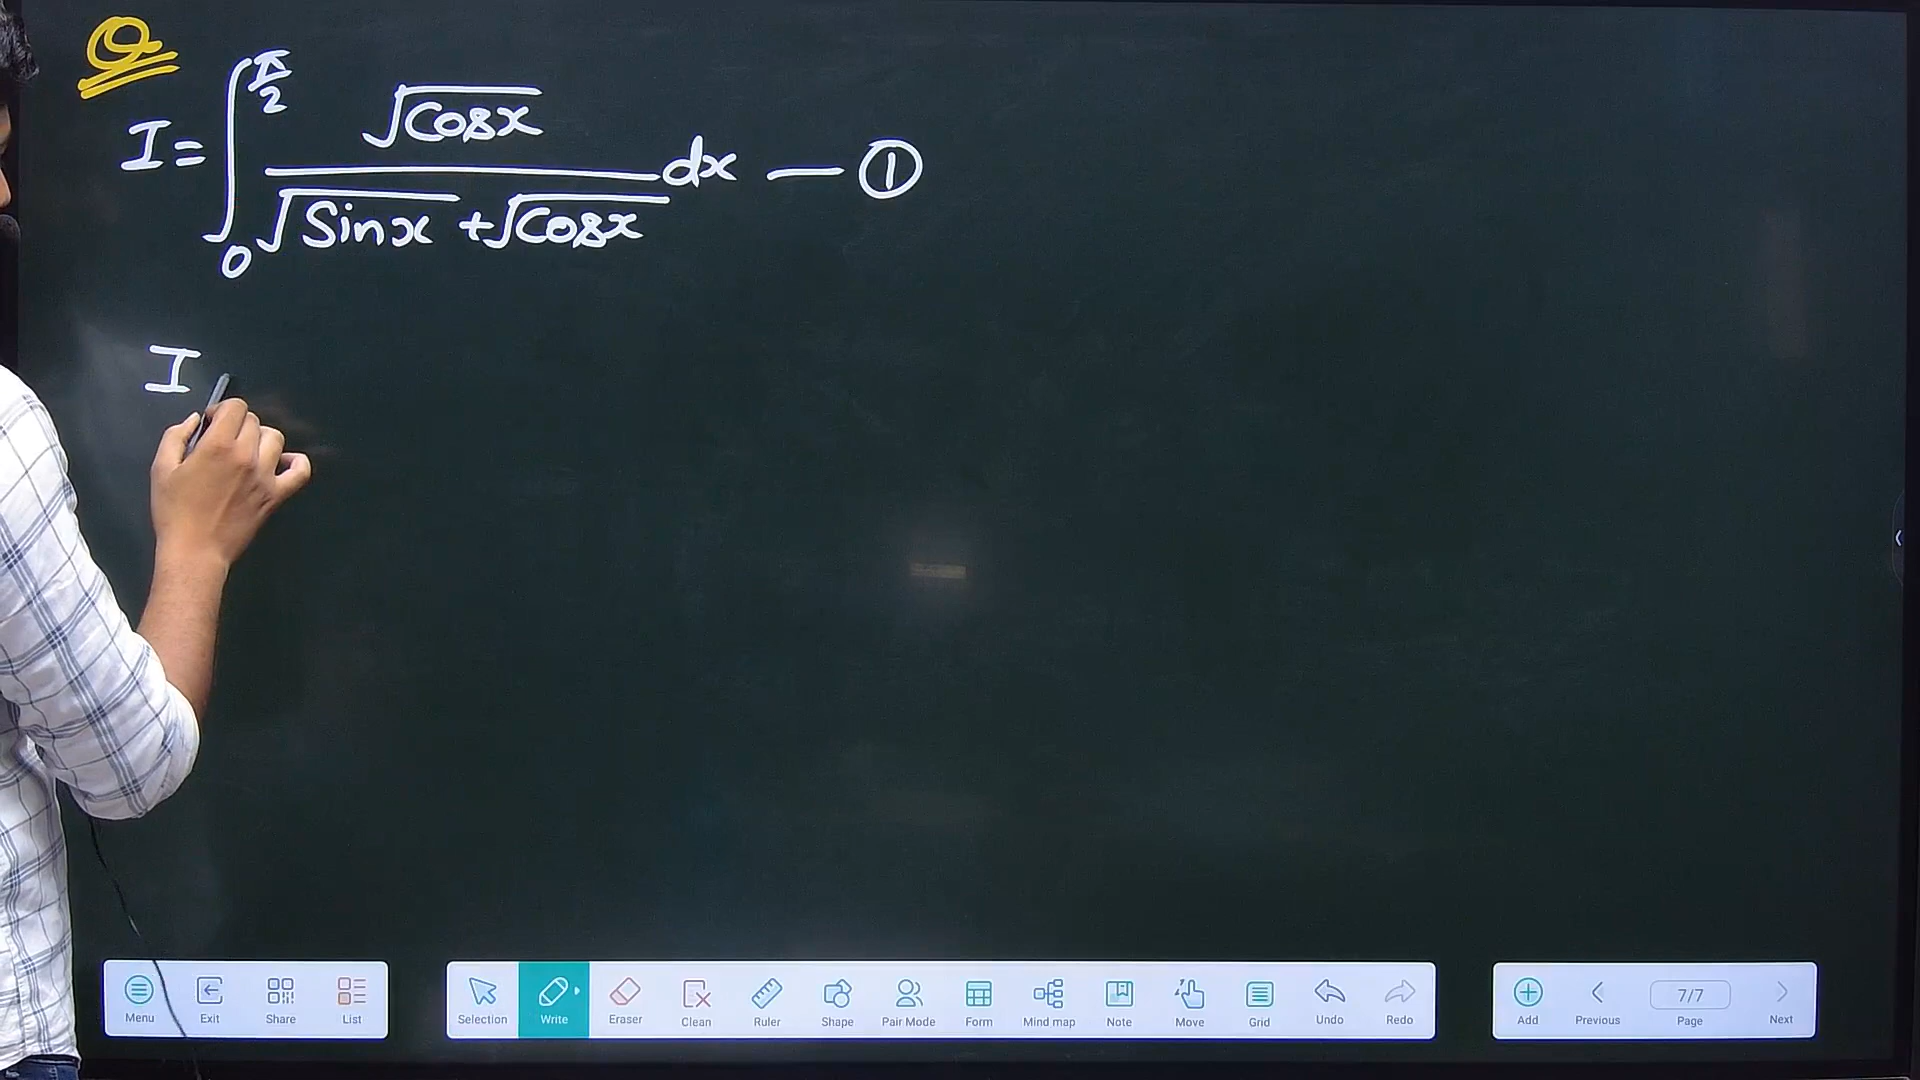 Q
I = ∫₀^(π/2) √Cosx / (√Sinx + √Cosx) dx — ①
I
Menu Exit Share List Selection Write Eraser Clean Ruler Shape Pair Mode Form Mind map Note Move Grid Undo Redo Add Previous 7/7 Page Next